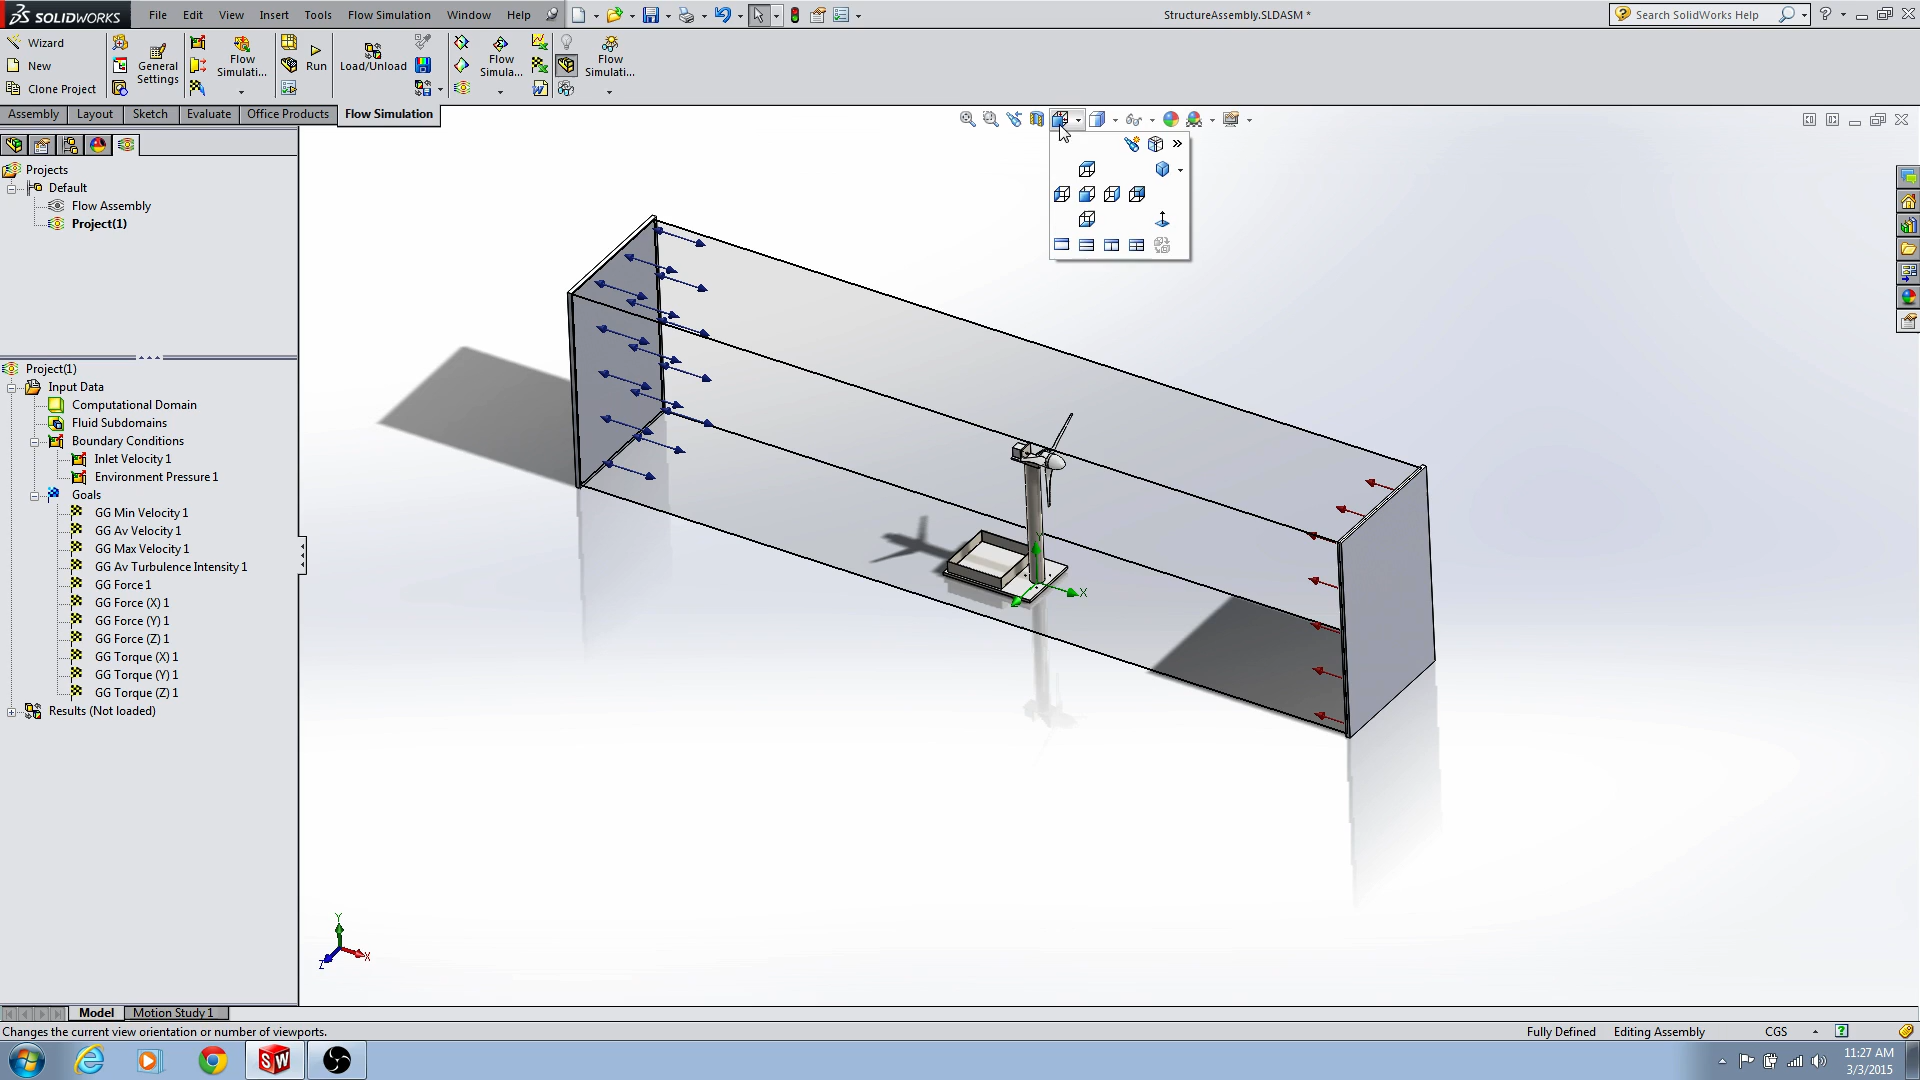 SOLIDWORKS File Edit View Insert Tools Flow Simulation Window Help StructureAssembly.SLDASM * Search SolidWorks Help ?
Wizard
New
Clone Project
General Settings
Flow Simulati...
Run
Load/Unload
Flow Simula...
Flow Simulati...
Assembly Layout Sketch Evaluate Office Products Flow Simulation
Projects
Default
Flow Assembly
Project(1)
Project(1)
Input Data
Computational Domain
Fluid Subdomains
Boundary Conditions
Inlet Velocity 1
Environment Pressure 1
Goals
GG Min Velocity 1
GG Av Velocity 1
GG Max Velocity 1
GG Av Turbulence Intensity 1
GG Force 1
GG Force (X) 1
GG Force (Y) 1
GG Force (Z) 1
GG Torque (X) 1
GG Torque (Y) 1
GG Torque (Z) 1
Results (Not loaded)
X
Y
X
Z
Model Motion Study 1
Changes the current view orientation or number of viewports. Fully Defined Editing Assembly CGS ?
SW
11:27 AM
3/3/2015